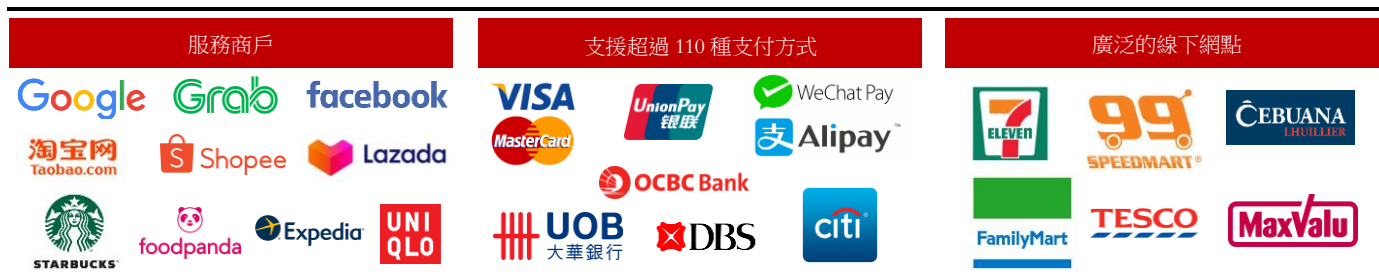 服務商戶
Google
Grab
facebook
淘宝网
Taobao.com
S
Shopee
Lazada
STARBUCKS
foodpanda
Expedia
UNI
QLO
支援超過 110 種支付方式
VISA
MasterCard
UnionPay
银联
WeChat Pay
支 Alipay™
OCBC Bank
UOB
大華銀行
DBS
citi®
廣泛的線下網點
7
ELEVEN
99
SPEEDMART®
CEBUANA
LHUILLIER
FamilyMart
TESCO
MaxValu